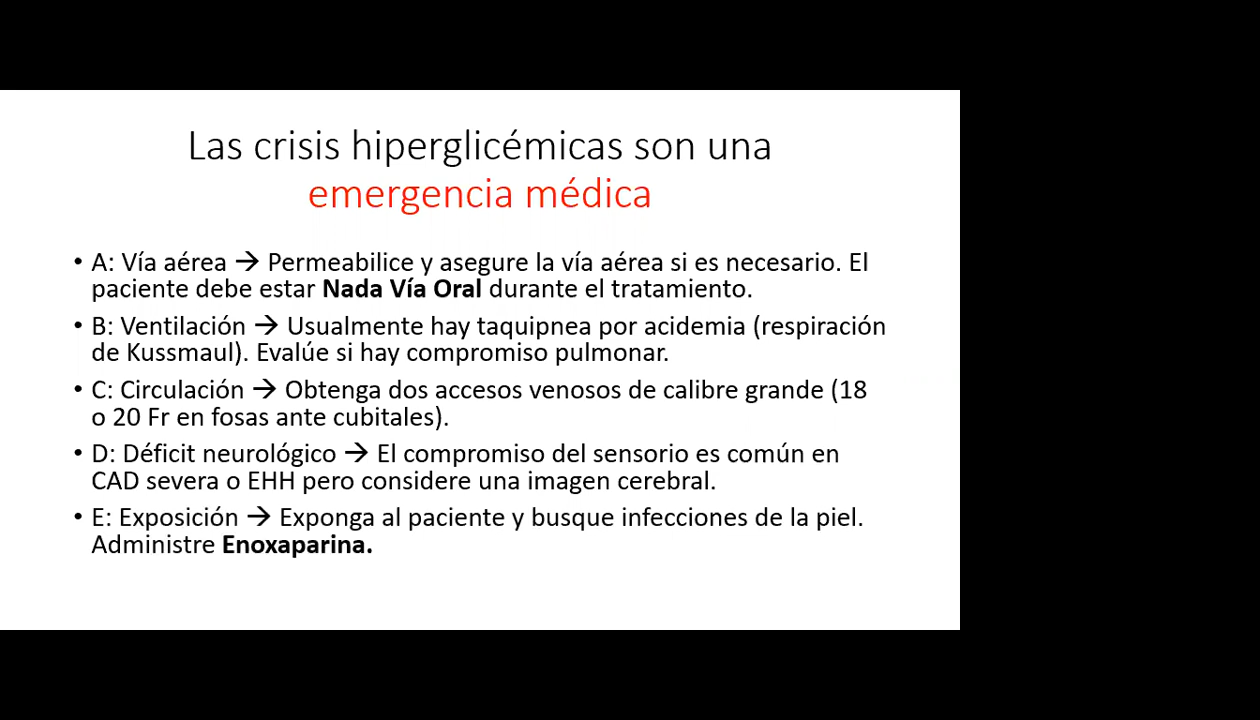 Las crisis hiperglicémicas son una
emergencia médica
• A: Vía aérea → Permeabilice y asegure la vía aérea si es necesario. El
paciente debe estar Nada Vía Oral durante el tratamiento.
• B: Ventilación → Usualmente hay taquipnea por acidemia (respiración
de Kussmaul). Evalúe si hay compromiso pulmonar.
• C: Circulación → Obtenga dos accesos venosos de calibre grande (18
o 20 Fr en fosas ante cubitales).
• D: Déficit neurológico → El compromiso del sensorio es común en
CAD severa o EHH pero considere una imagen cerebral.
• E: Exposición → Exponga al paciente y busque infecciones de la piel.
Administre Enoxaparina.